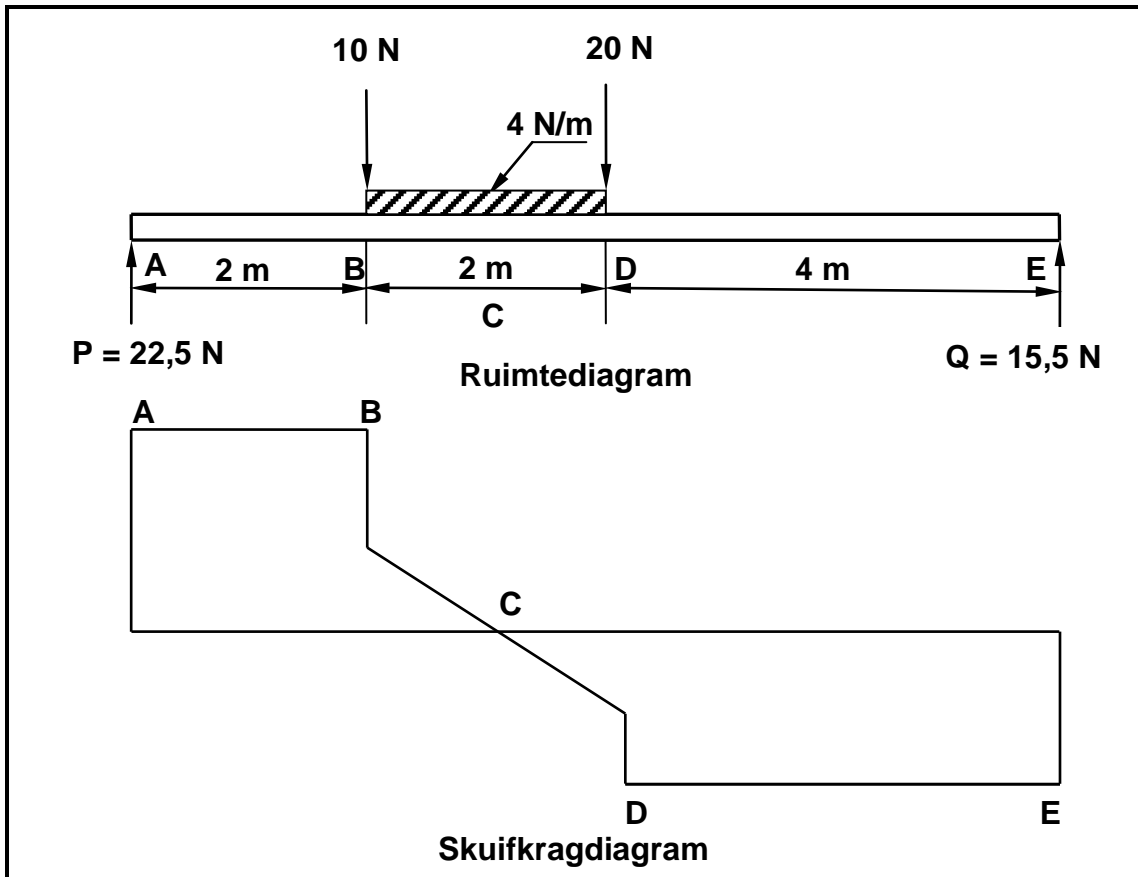 10 N 20 N
4 N/m
A 2 m B 2 m D 4 m E
C
P = 22,5 N Q = 15,5 N
Ruimtediagram
A B
C
D E
Skuifkragdiagram